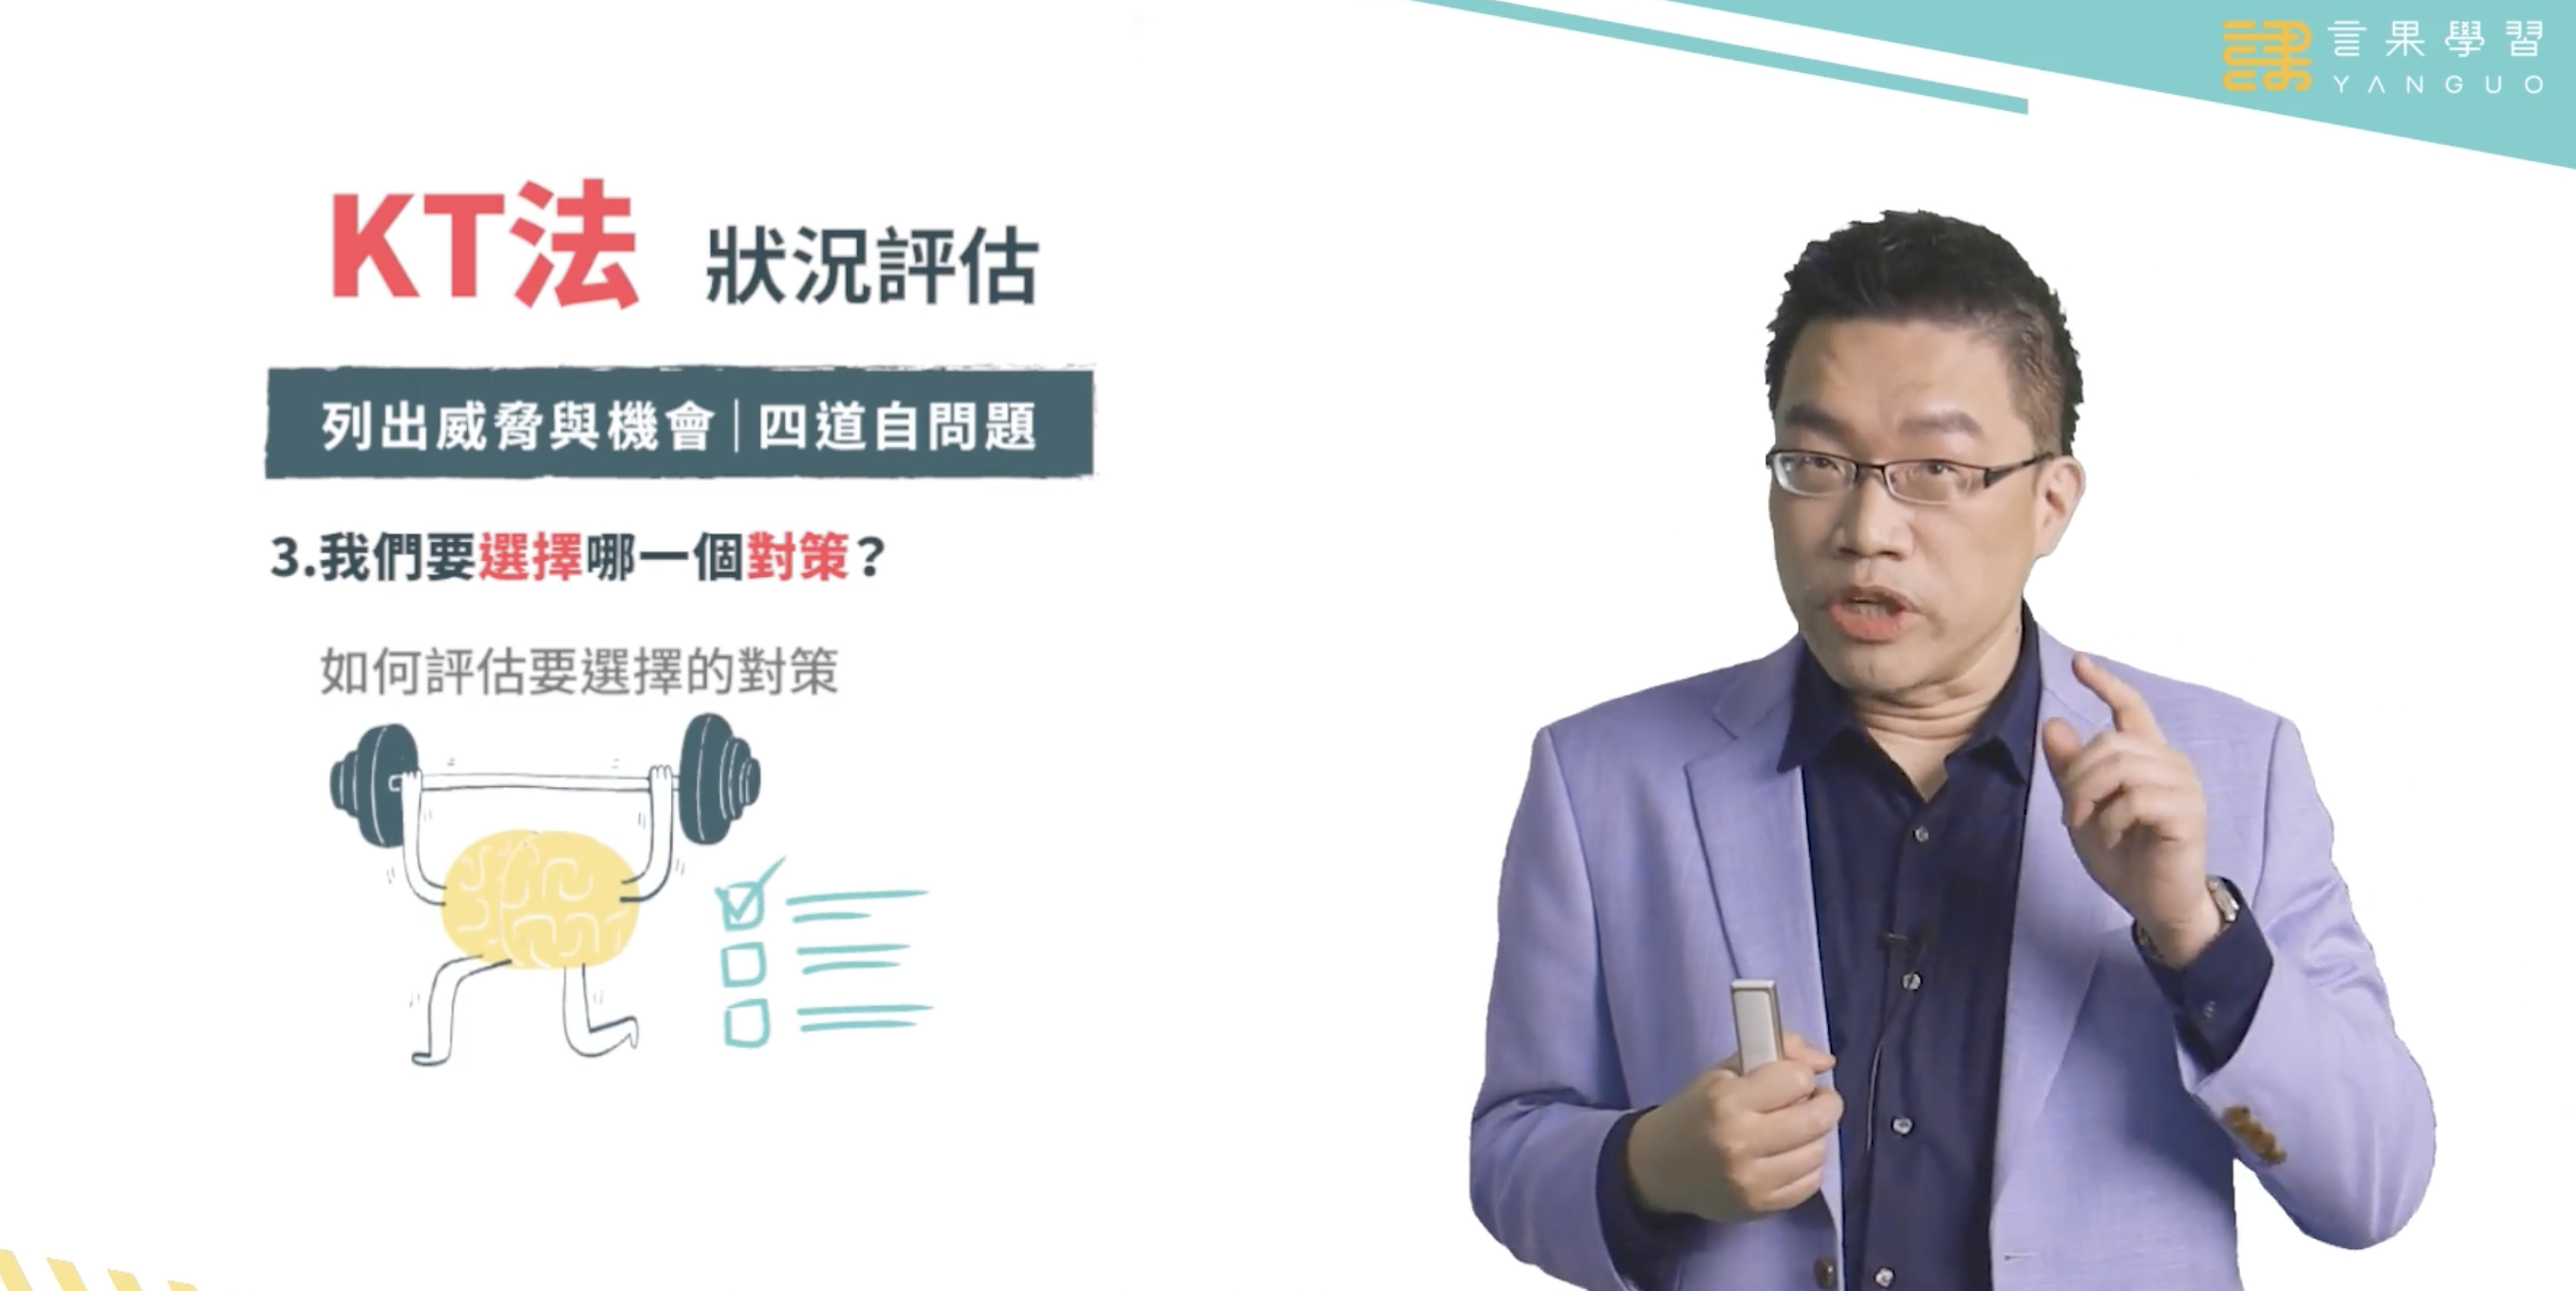 言果學習
YANGUO
KT法 狀況評估
列出威脅與機會|四道自問題
3.我們要選擇哪一個對策？
如何評估要選擇的對策